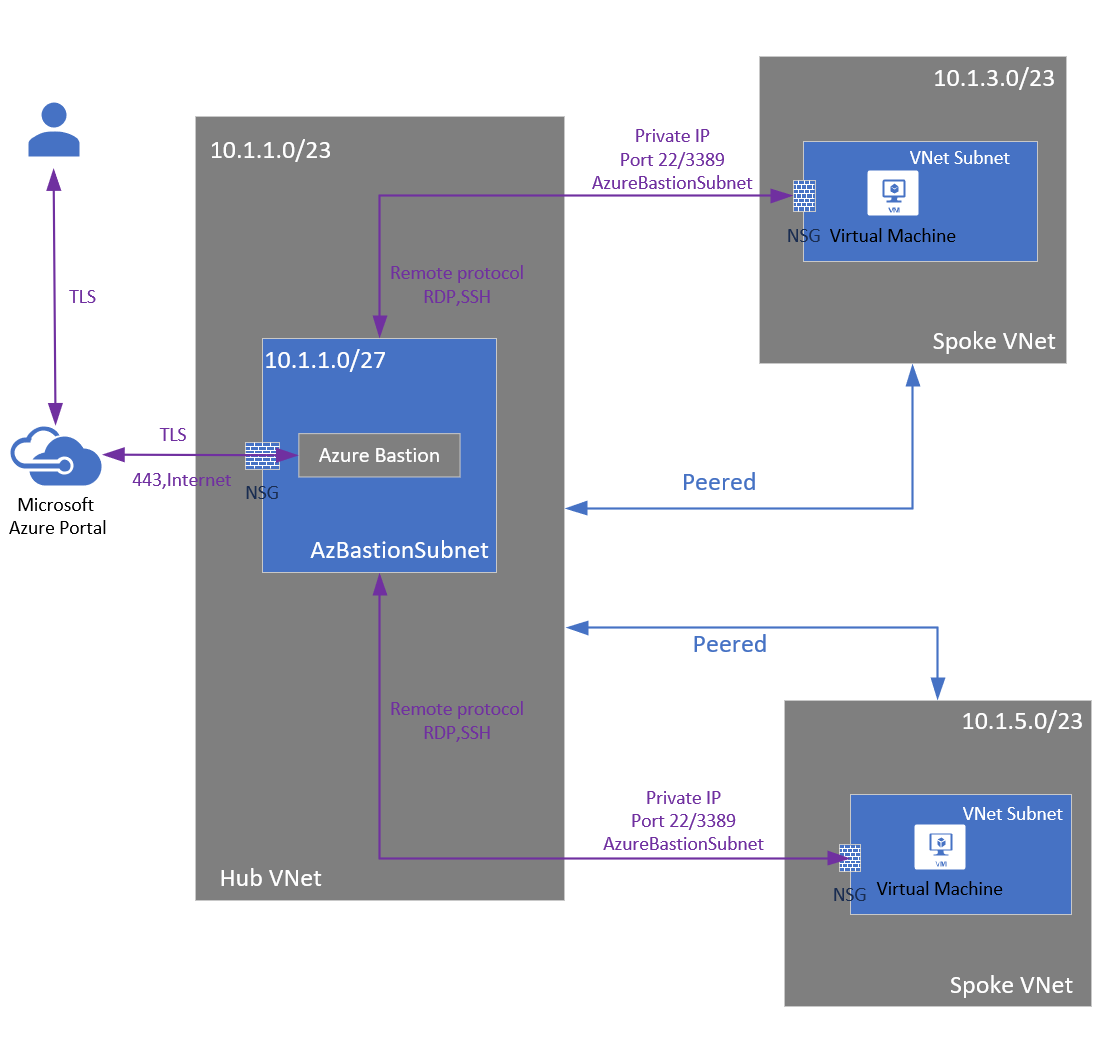 10.1.3.0/23
VNet Subnet
VM
NSG
Virtual Machine
Spoke VNet
Private IP
Port 22/3389
AzureBastionSubnet
10.1.1.0/23
Remote protocol
RDP,SSH
TLS
10.1.1.0/27
TLS
443,Internet
NSG
Azure Bastion
AzBastionSubnet
Microsoft
Azure Portal
Peered
Peered
Remote protocol
RDP,SSH
Private IP
Port 22/3389
AzureBastionSubnet
Hub VNet
10.1.5.0/23
VNet Subnet
VM
NSG
Virtual Machine
Spoke VNet